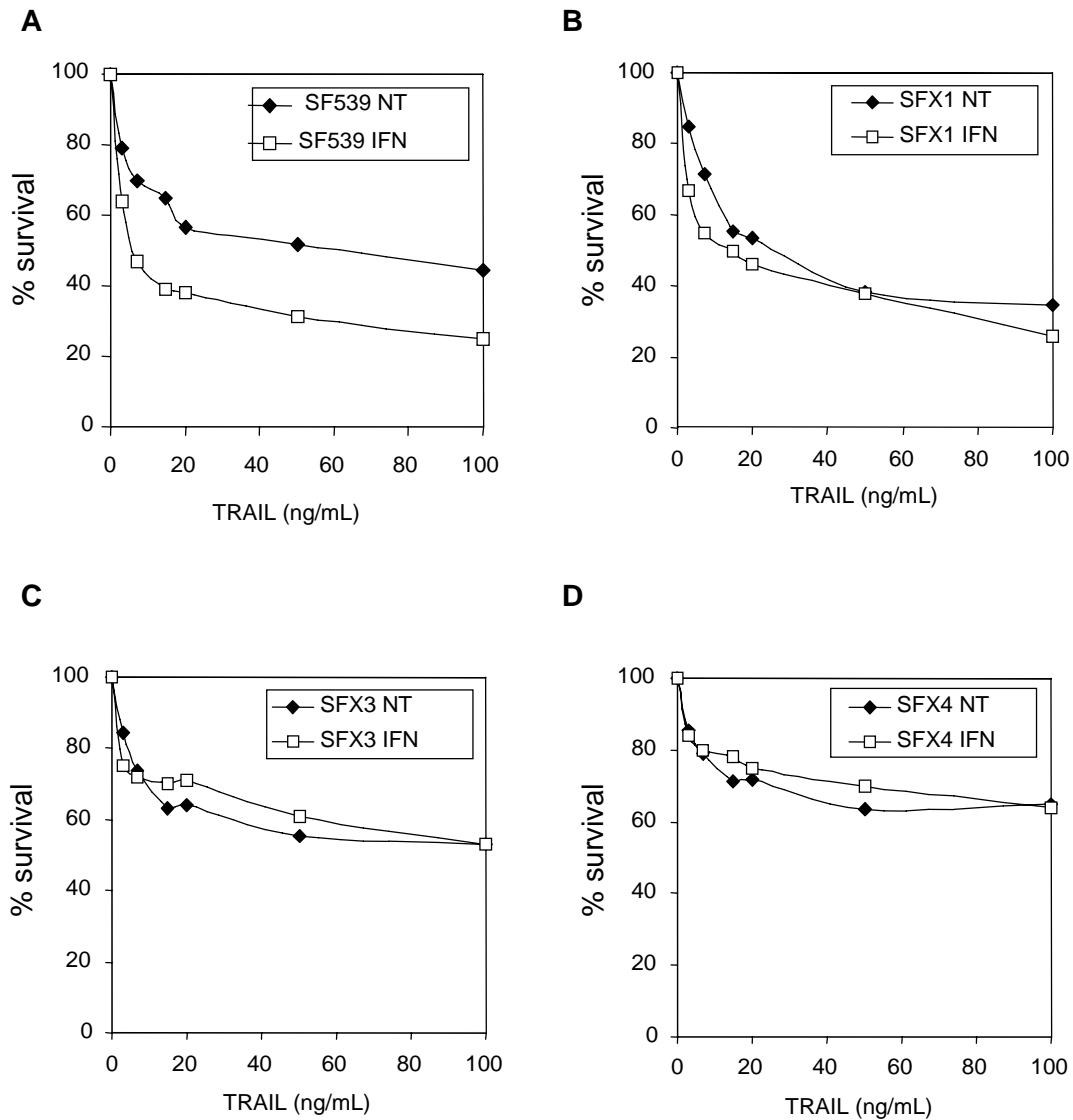 A
100
80
60
40
20
0
% survival
SF539 NT
SF539 IFN
0 20 40 60 80 100
TRAIL (ng/mL)
B
100
80
60
40
20
0
% survival
SFX1 NT
SFX1 IFN
0 20 40 60 80 100
TRAIL (ng/mL)
C
100
80
60
40
20
0
% survival
SFX3 NT
SFX3 IFN
0 20 40 60 80 100
TRAIL (ng/mL)
D
100
80
60
40
20
0
% survival
SFX4 NT
SFX4 IFN
0 20 40 60 80 100
TRAIL (ng/mL)